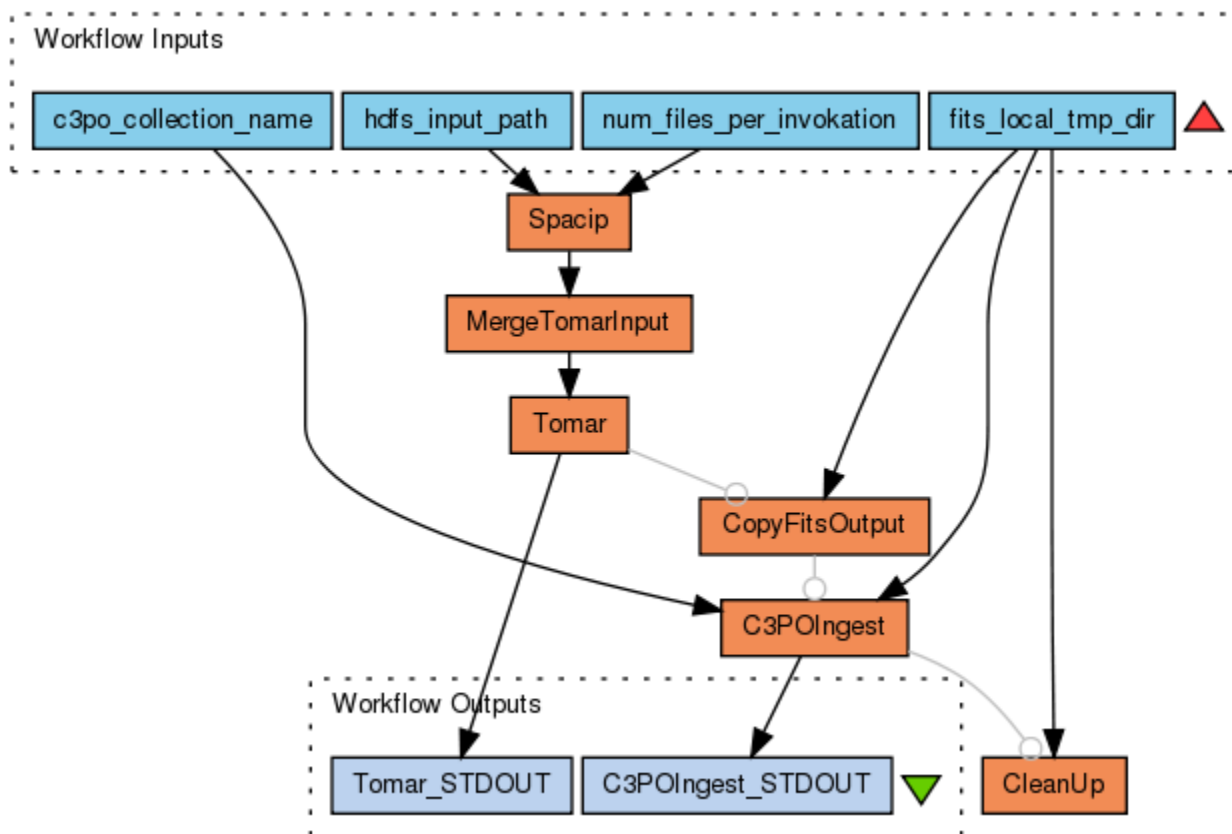 Workflow Inputs
c3po_collection_name
hdfs_input_path
num_files_per_invokation
fits_local_tmp_dir
Spacip
MergeTomarInput
Tomar
CopyFitsOutput
C3POIngest
Workflow Outputs
Tomar_STDOUT
C3POIngest_STDOUT
CleanUp